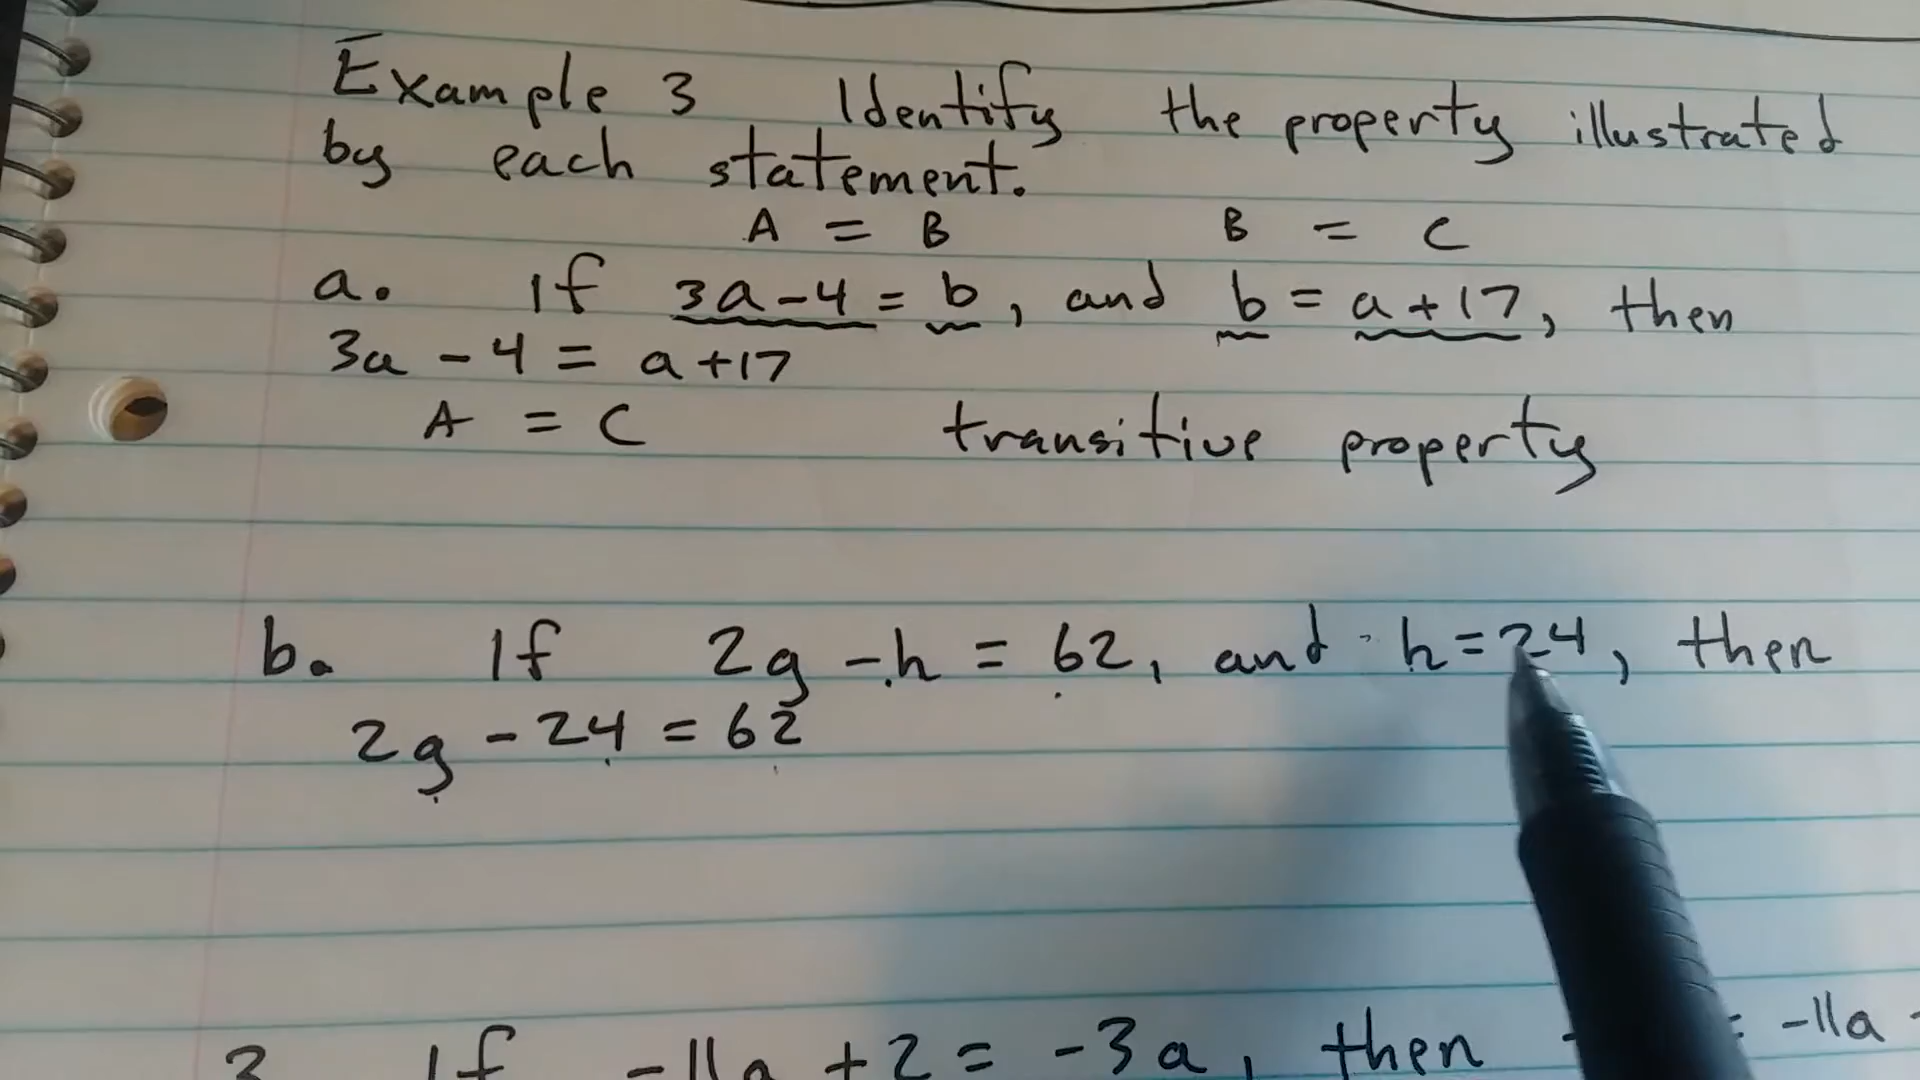 Example 3 Identify the property illustrated
by each statement.
A = B B = C
a. If 3a-4 = b, and b = a+17, then
3a - 4 = a+17
A = C transitive property
b. If 2g - h = 62, and h = 24, then
2g - 24 = 62
3 If -11a + 2 = -3a, then = -11a